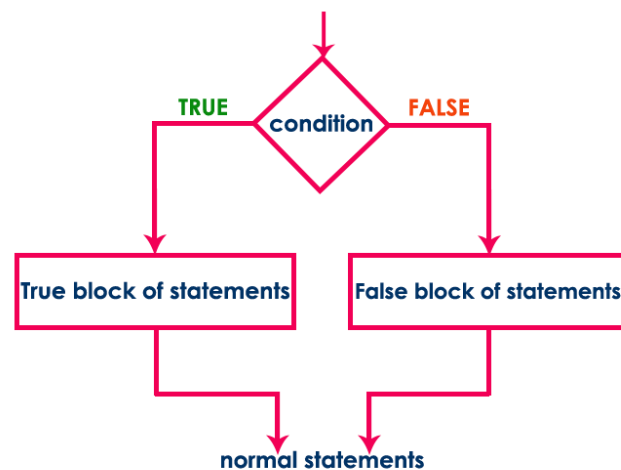 TRUE
FALSE
condition
True block of statements
False block of statements
normal statements